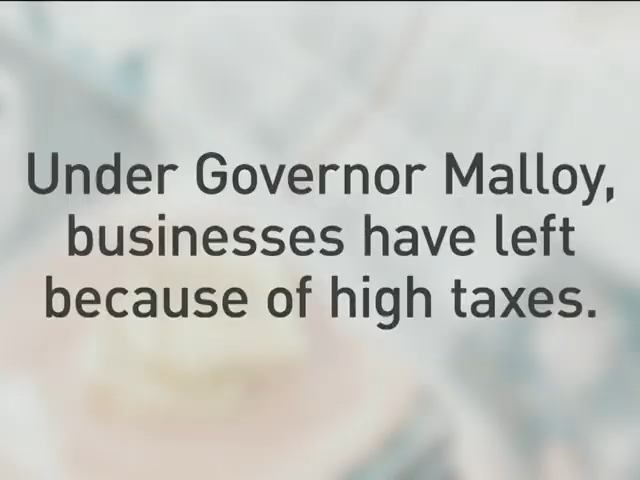 Under Governor Malloy,
businesses have left
because of high taxes.